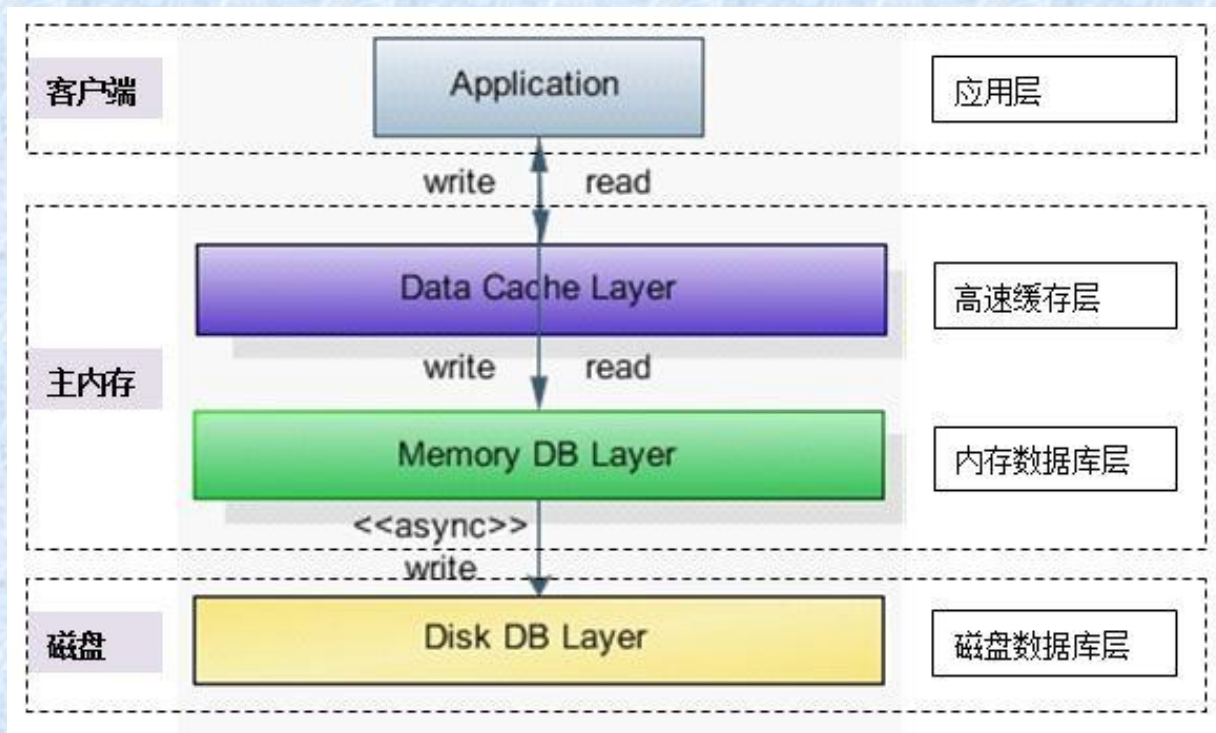 客户端
Application
应用层
write
read
Data Cache Layer
高速缓存层
主内存
write
read
Memory DB Layer
内存数据库层
<<async>>
write
磁盘
Disk DB Layer
磁盘数据库层